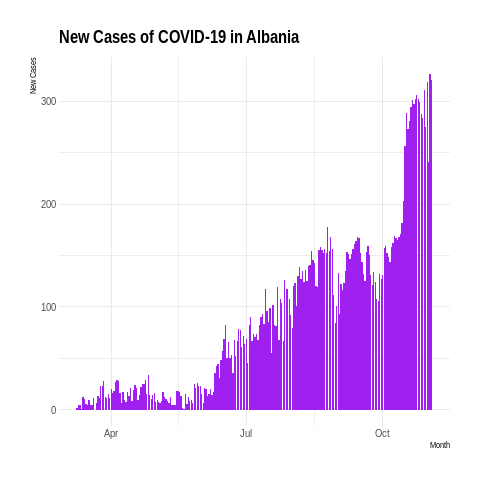 New Cases of COVID-19 in Albania
New Cases
300
200
100
0
Apr
Jul
Oct
Month